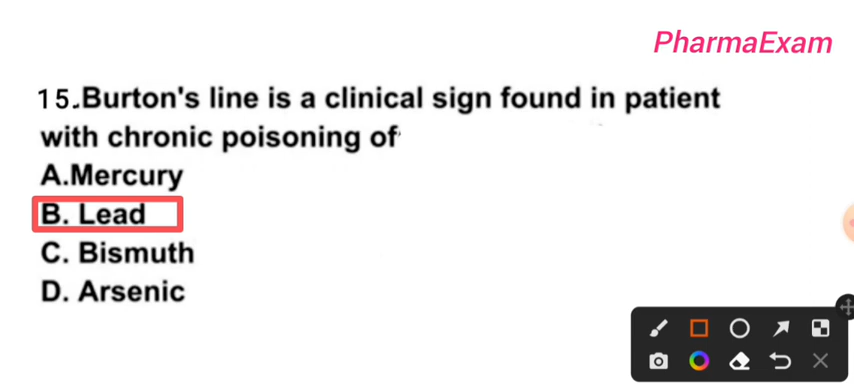 PharmaExam
15.Burton's line is a clinical sign found in patient
with chronic poisoning of
A.Mercury
B. Lead
C. Bismuth
D. Arsenic